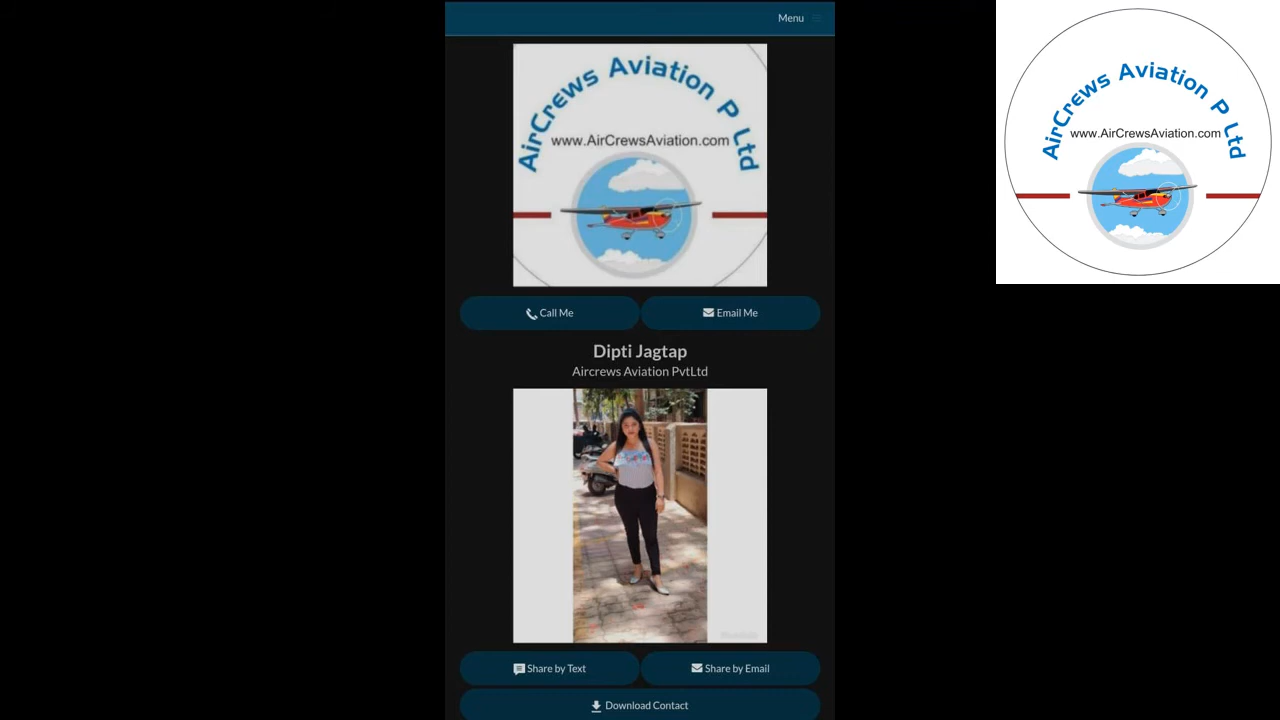 Menu
AirCrews Aviation P Ltd
www.AirCrewsAviation.com
Call Me
Email Me
Dipti Jagtap
Aircrews Aviation PvtLtd
Share by Text
Share by Email
Download Contact
AirCrews Aviation P Ltd
www.AirCrewsAviation.com